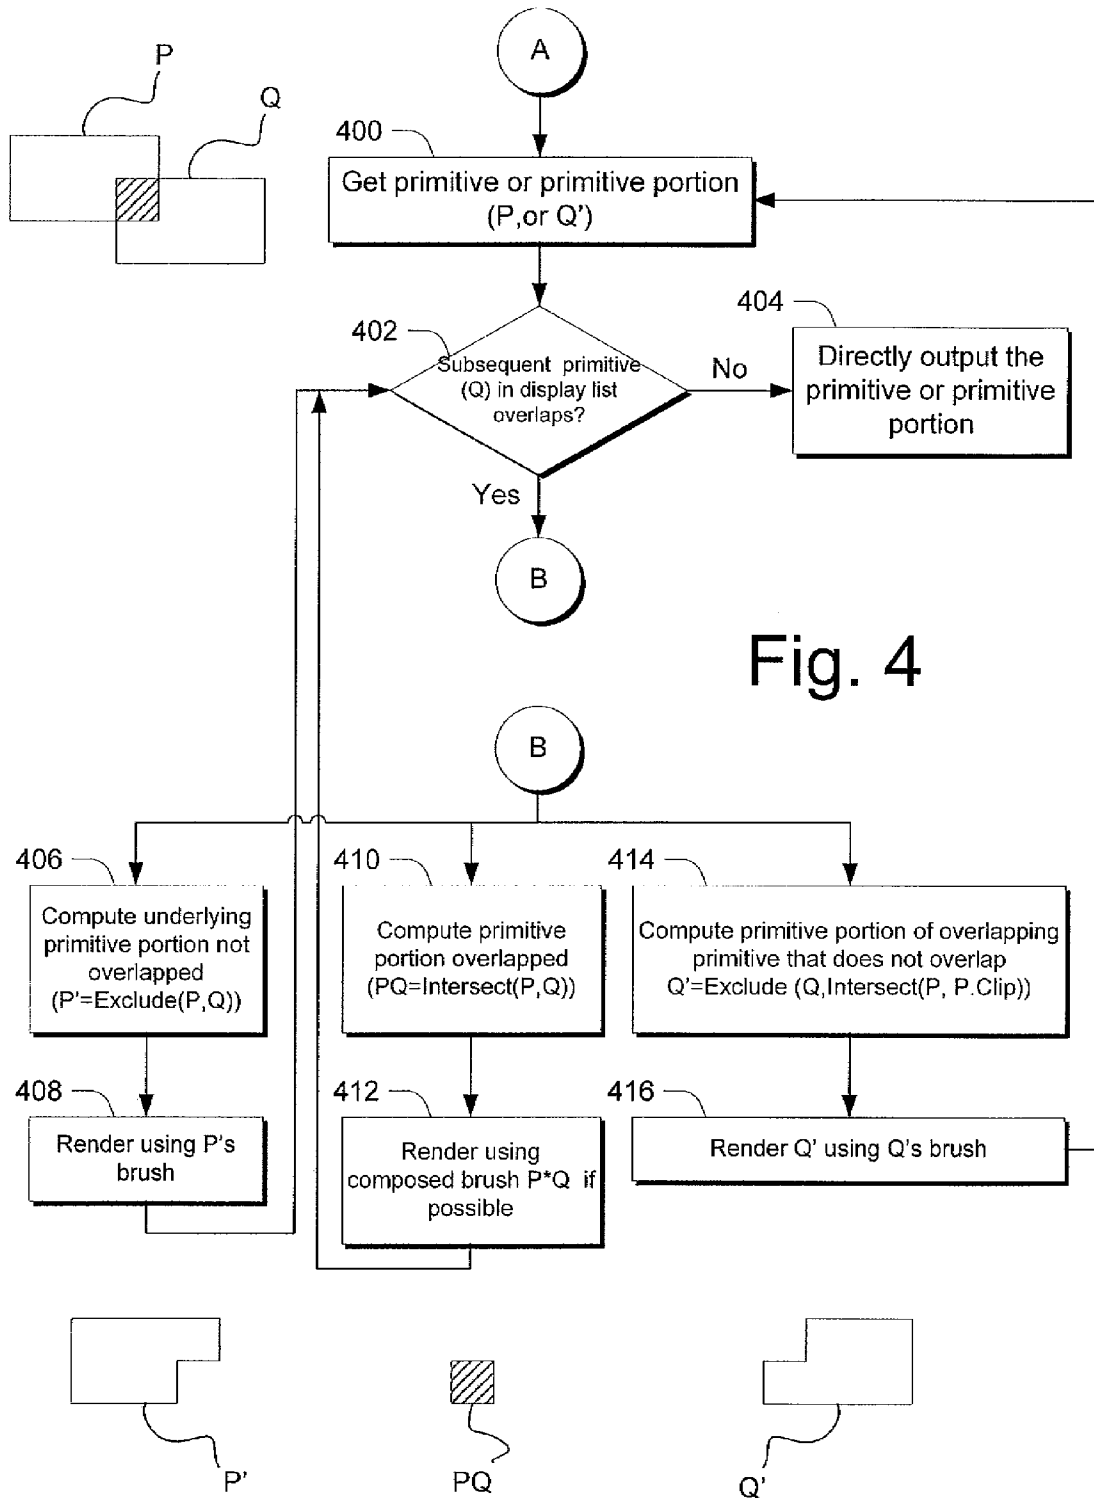 P
Q
A
400
Get primitive or primitive portion
(P,or Q')
402
Subsequent primitive
(Q) in display list
overlaps?
No
404
Directly output the
primitive or primitive
portion
Yes
B
Fig. 4
B
406
Compute underlying
primitive portion not
overlapped
(P'=Exclude(P,Q))
410
Compute primitive
portion overlapped
(PQ=Intersect(P,Q))
414
Compute primitive portion of overlapping
primitive that does not overlap
Q'=Exclude (Q,Intersect(P, P.Clip))
408
Render using P's
brush
412
Render using
composed brush P*Q if
possible
416
Render Q' using Q's brush
P'
PQ
Q'